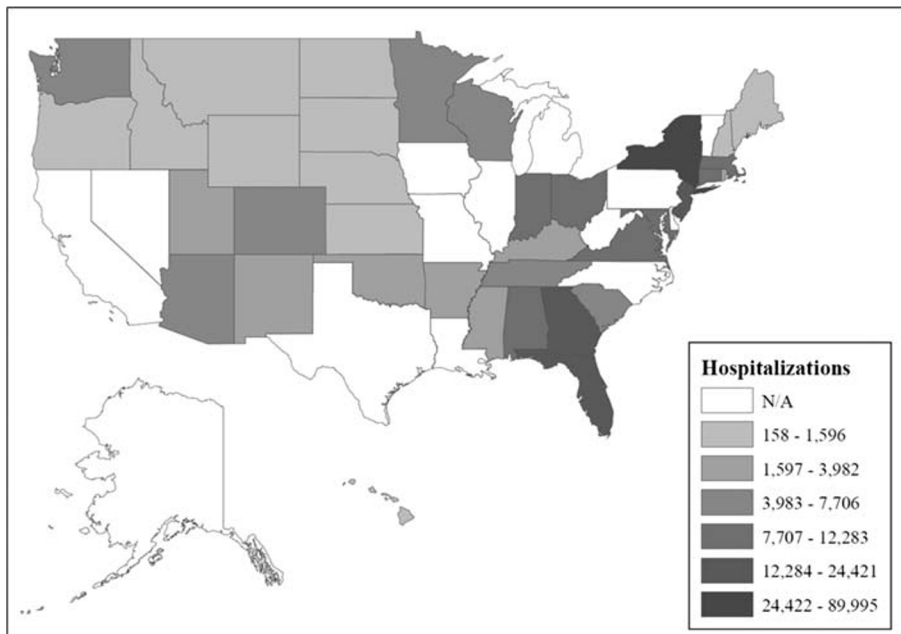 Hospitalizations
N/A
158 - 1,596
1,597 - 3,982
3,983 - 7,706
7,707 - 12,283
12,284 - 24,421
24,422 - 89,995